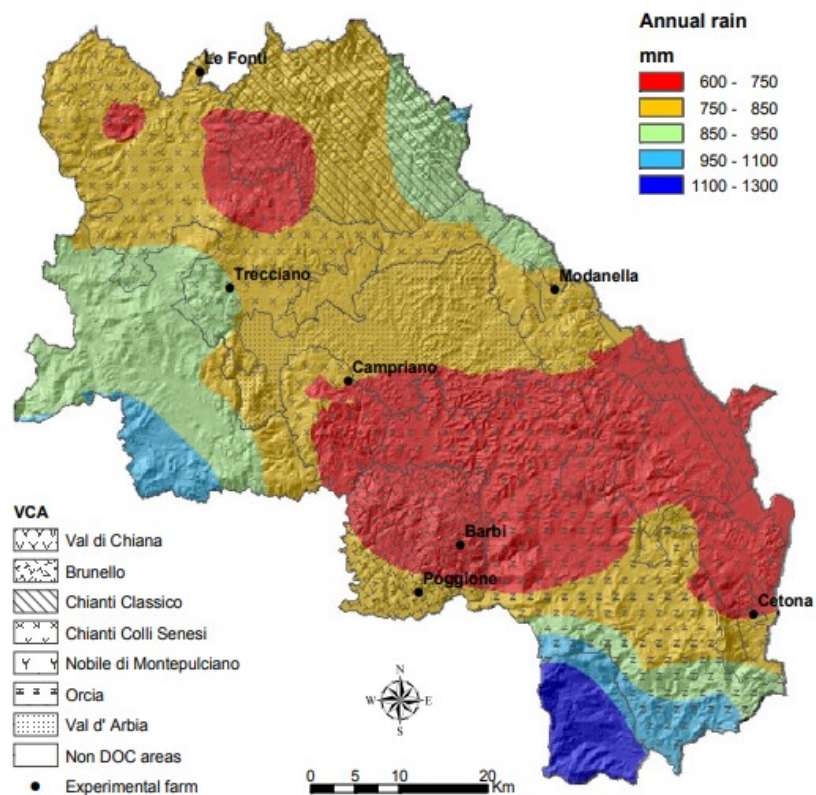 Annual rain
mm
600 - 750
750 - 850
850 - 950
950 - 1100
1100 - 1300
Le Fonti
Trecciano
Modanella
Campriano
Barbi
Poggione
Cetona
VCA
Val di Chiana
Brunello
Chianti Classico
Chianti Colli Senesi
Nobile di Montepulciano
Orcia
Val d' Arbia
Non DOC areas
Experimental farm
N
W E
S
0 5 10 20
Km